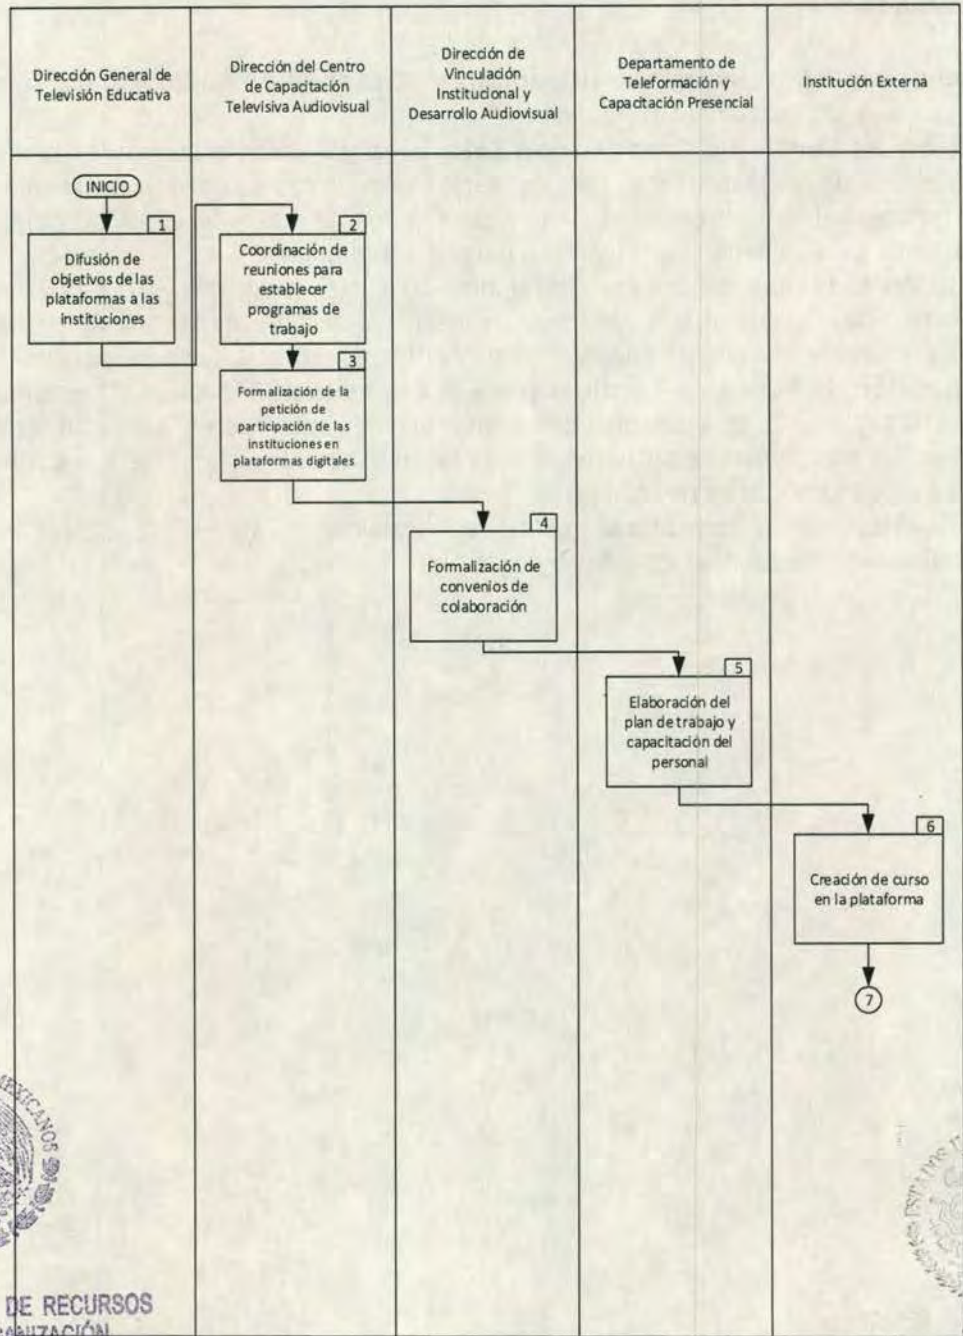 Dirección General de
Televisión Educativa
Dirección del Centro
de Capacitación
Televisiva Audiovisual
Dirección de
Vinculación
Institucional y
Desarrollo Audiovisual
Departamento de
Teleformación y
Capacitación Presencial
Institución Externa
INICIO
1
Difusión de
objetivos de las
plataformas a las
instituciones
2
Coordinación de
reuniones para
establecer
programas de
trabajo
3
Formalización de la
petición de
participación de las
instituciones en
plataformas digitales
4
Formalización de
convenios de
colaboración
5
Elaboración del
plan de trabajo y
capacitación del
personal
6
Creación de curso
en la plataforma
7
MEXICANOS
ESTADOS
DE RECURSOS